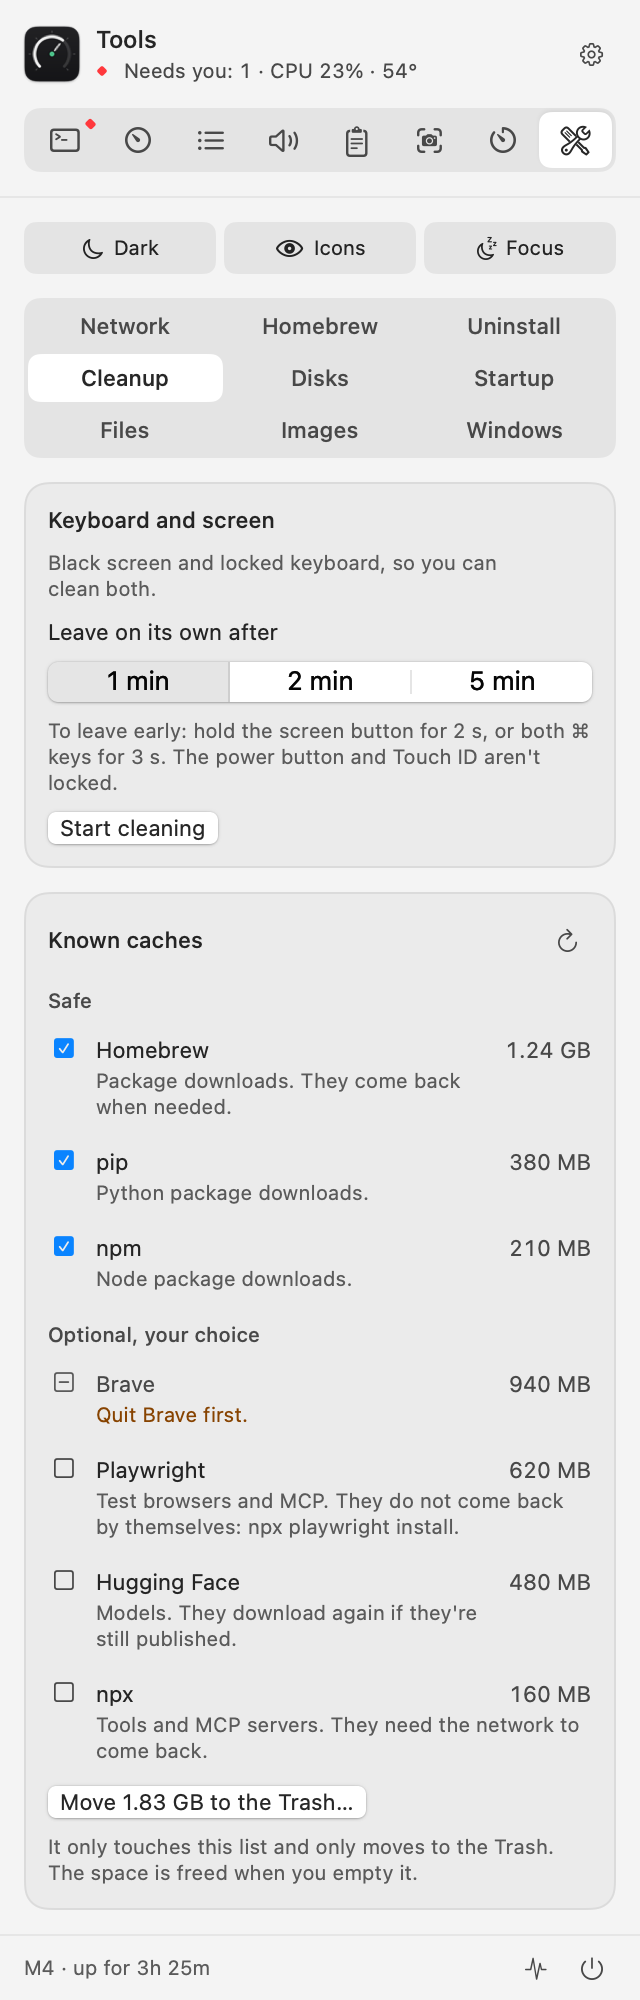 Tools
Needs you: 1 · CPU 23% · 54°
Dark
Icons
Focus
Network
Homebrew
Uninstall
Cleanup
Disks
Startup
Files
Images
Windows
Keyboard and screen
Black screen and locked keyboard, so you can
clean both.
Leave on its own after
1 min
2 min
5 min
To leave early: hold the screen button for 2 s, or both ⌘
keys for 3 s. The power button and Touch ID aren't
locked.
Start cleaning
Known caches
Safe
Homebrew 1.24 GB
Package downloads. They come back
when needed.
pip 380 MB
Python package downloads.
npm 210 MB
Node package downloads.
Optional, your choice
Brave 940 MB
Quit Brave first.
Playwright 620 MB
Test browsers and MCP. They do not come back
by themselves: npx playwright install.
Hugging Face 480 MB
Models. They download again if they're
still published.
npx 160 MB
Tools and MCP servers. They need the network to
come back.
Move 1.83 GB to the Trash...
It only touches this list and only moves to the Trash.
The space is freed when you empty it.
M4 · up for 3h 25m